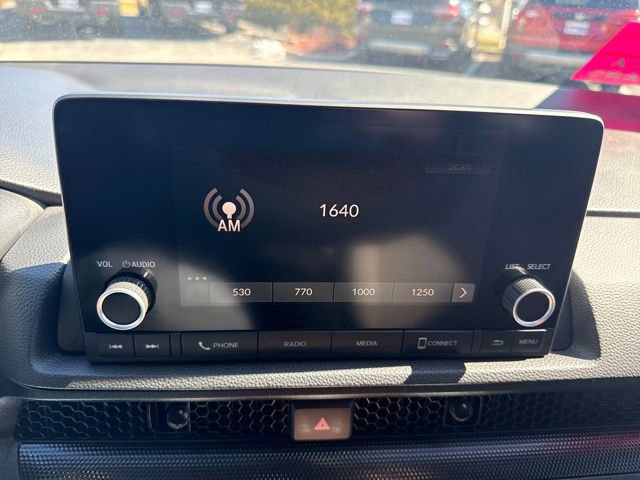 Scan
1640
AM
VOL AUDIO
LIST SELECT
530 770 1000 1250
PHONE RADIO MEDIA CONNECT MENU